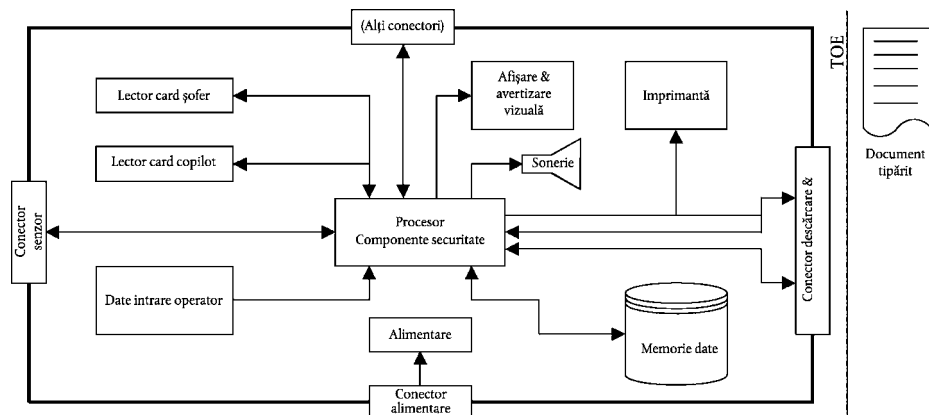 (Alți conectori)
TOE
Lector card șofer
Afișare &
avertizare
vizuală
Imprimantă
Document
tipărit
Lector card copilot
Sonerie
Conector
senzor
Procesor
Componente securitate
Conector descărcare &
Date intrare operator
Alimentare
Memorie date
Conector
alimentare